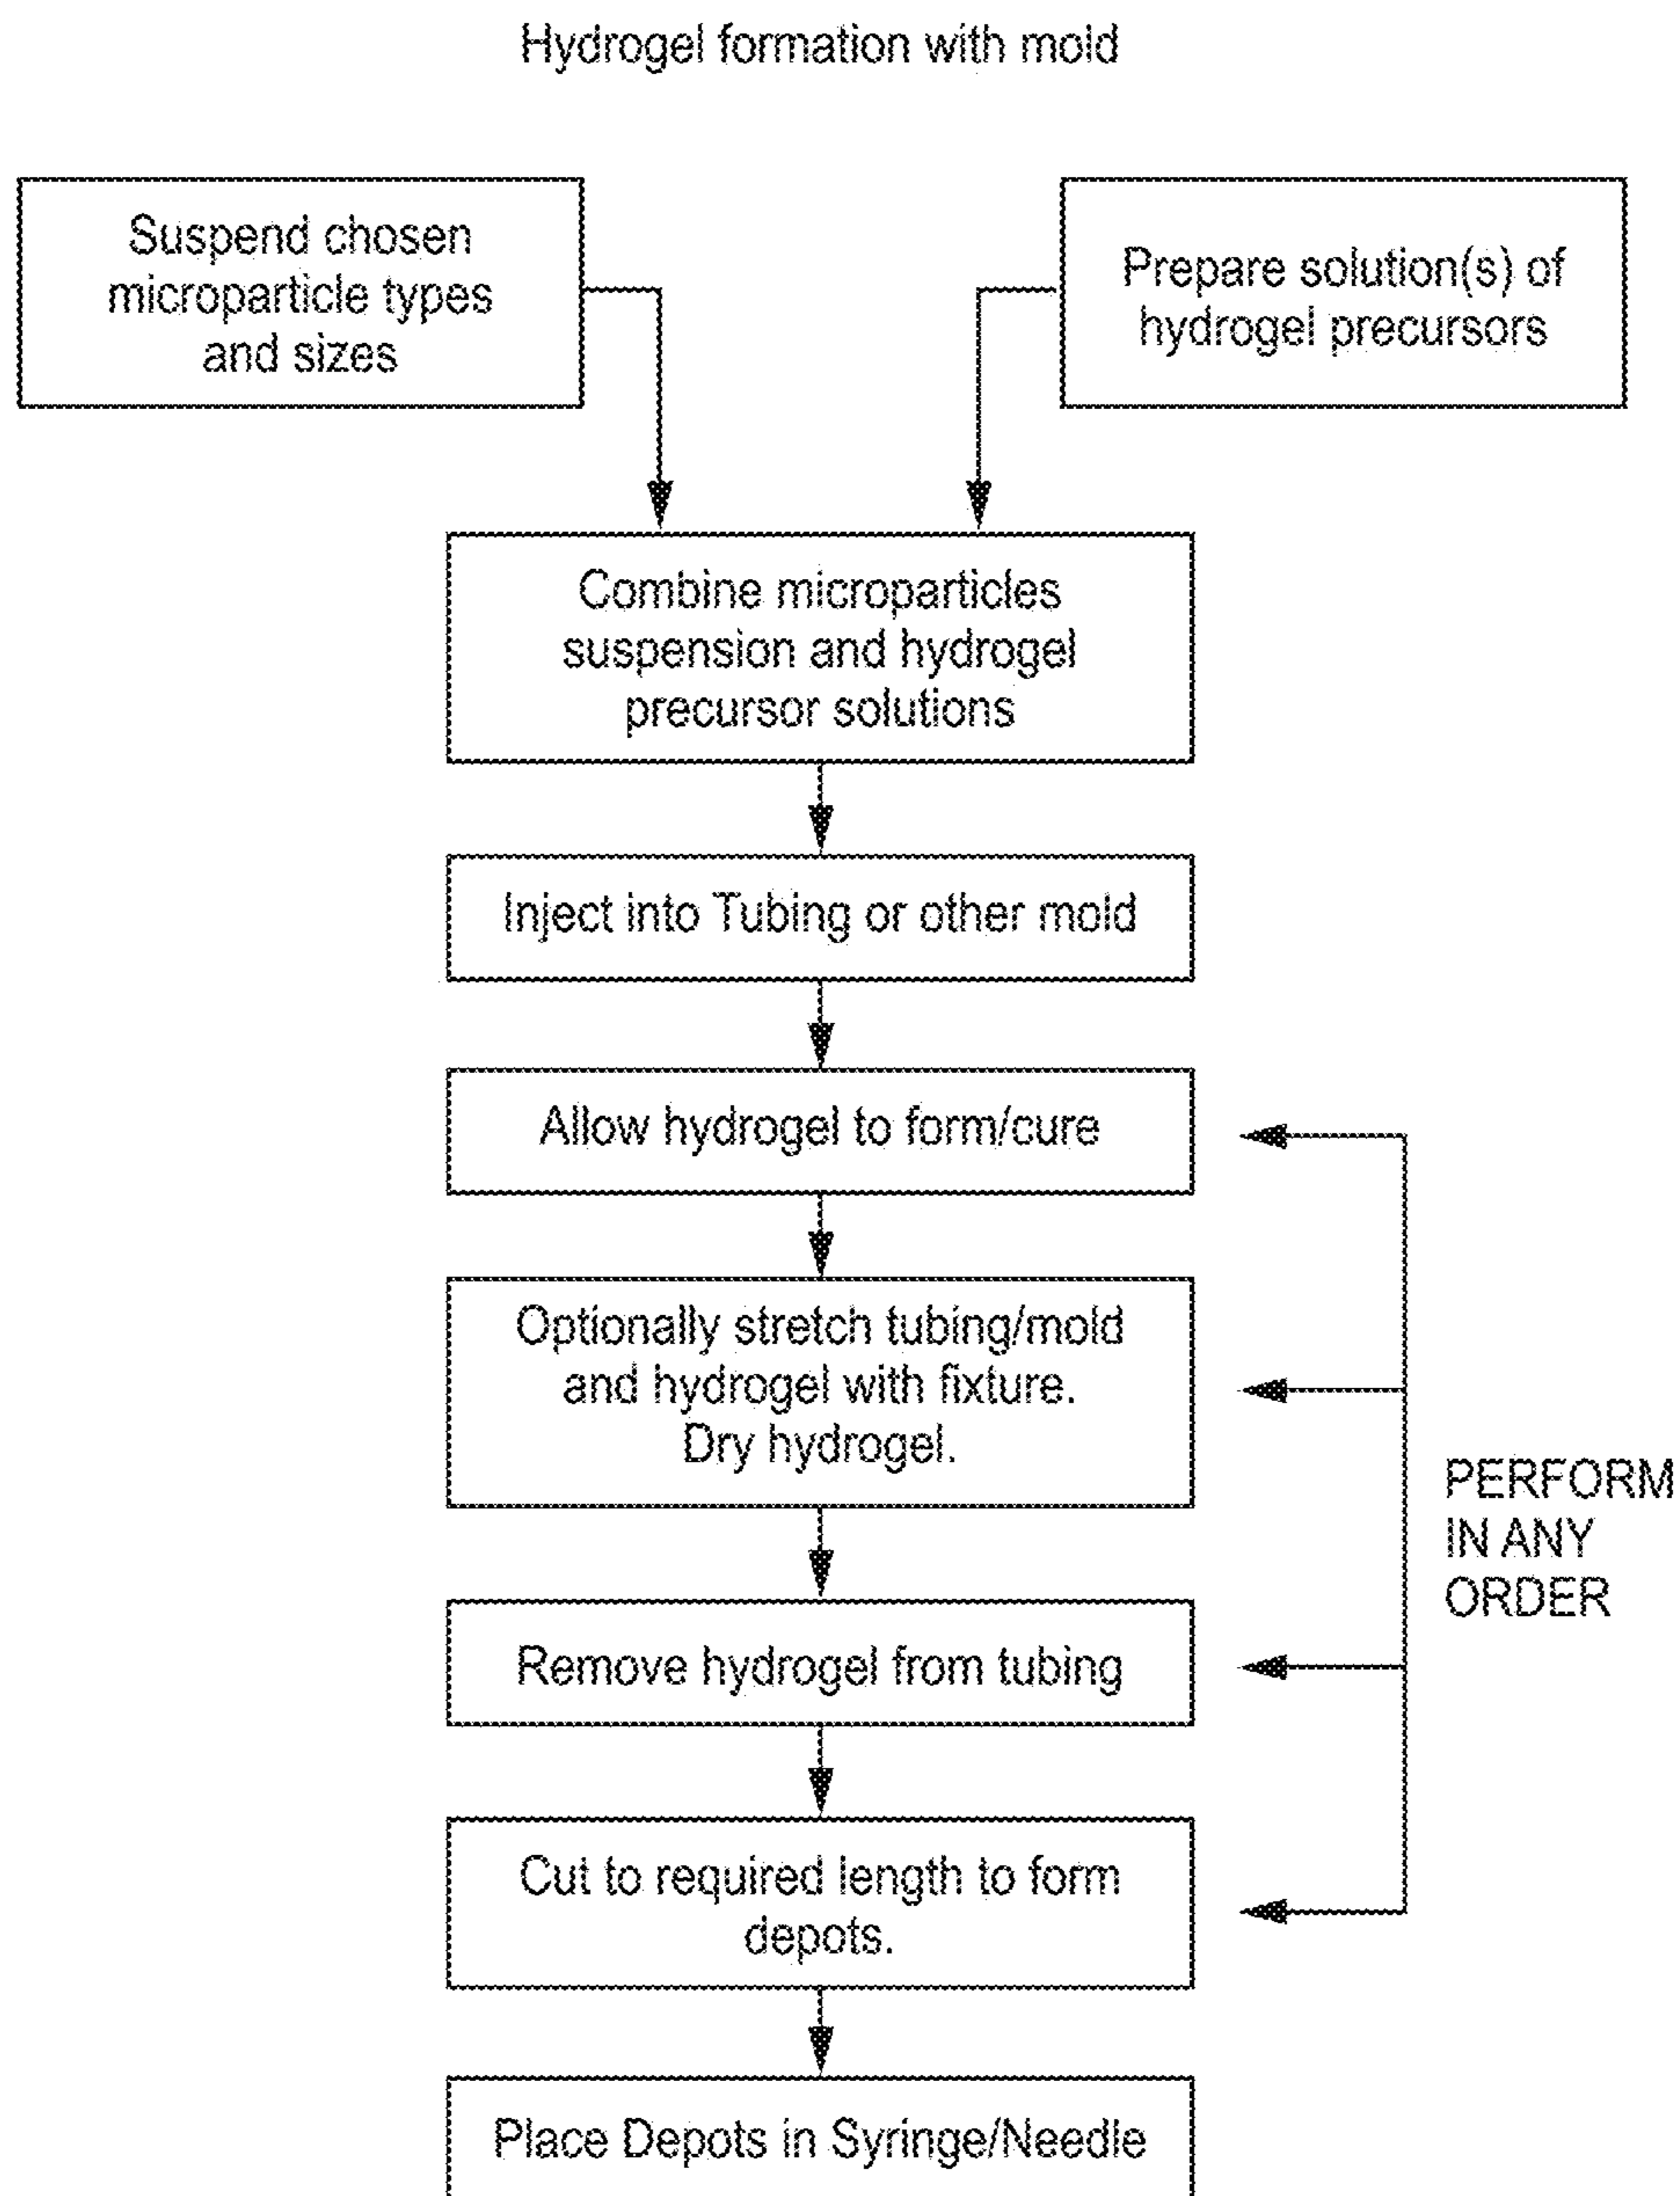 Hydrogel formation with mold
Suspend chosen
microparticle types
and sizes
Prepare solution(s) of
hydrogel precursors
Combine microparticles
suspension and hydrogel
precursor solutions
Inject into Tubing or other mold
Allow hydrogel to form/cure
Optionally stretch tubing/mold
and hydrogel with fixture.
Dry hydrogel.
PERFORM
IN ANY
ORDER
Remove hydrogel from tubing
Cut to required length to form
depots.
Place Depots in Syringe/Needle